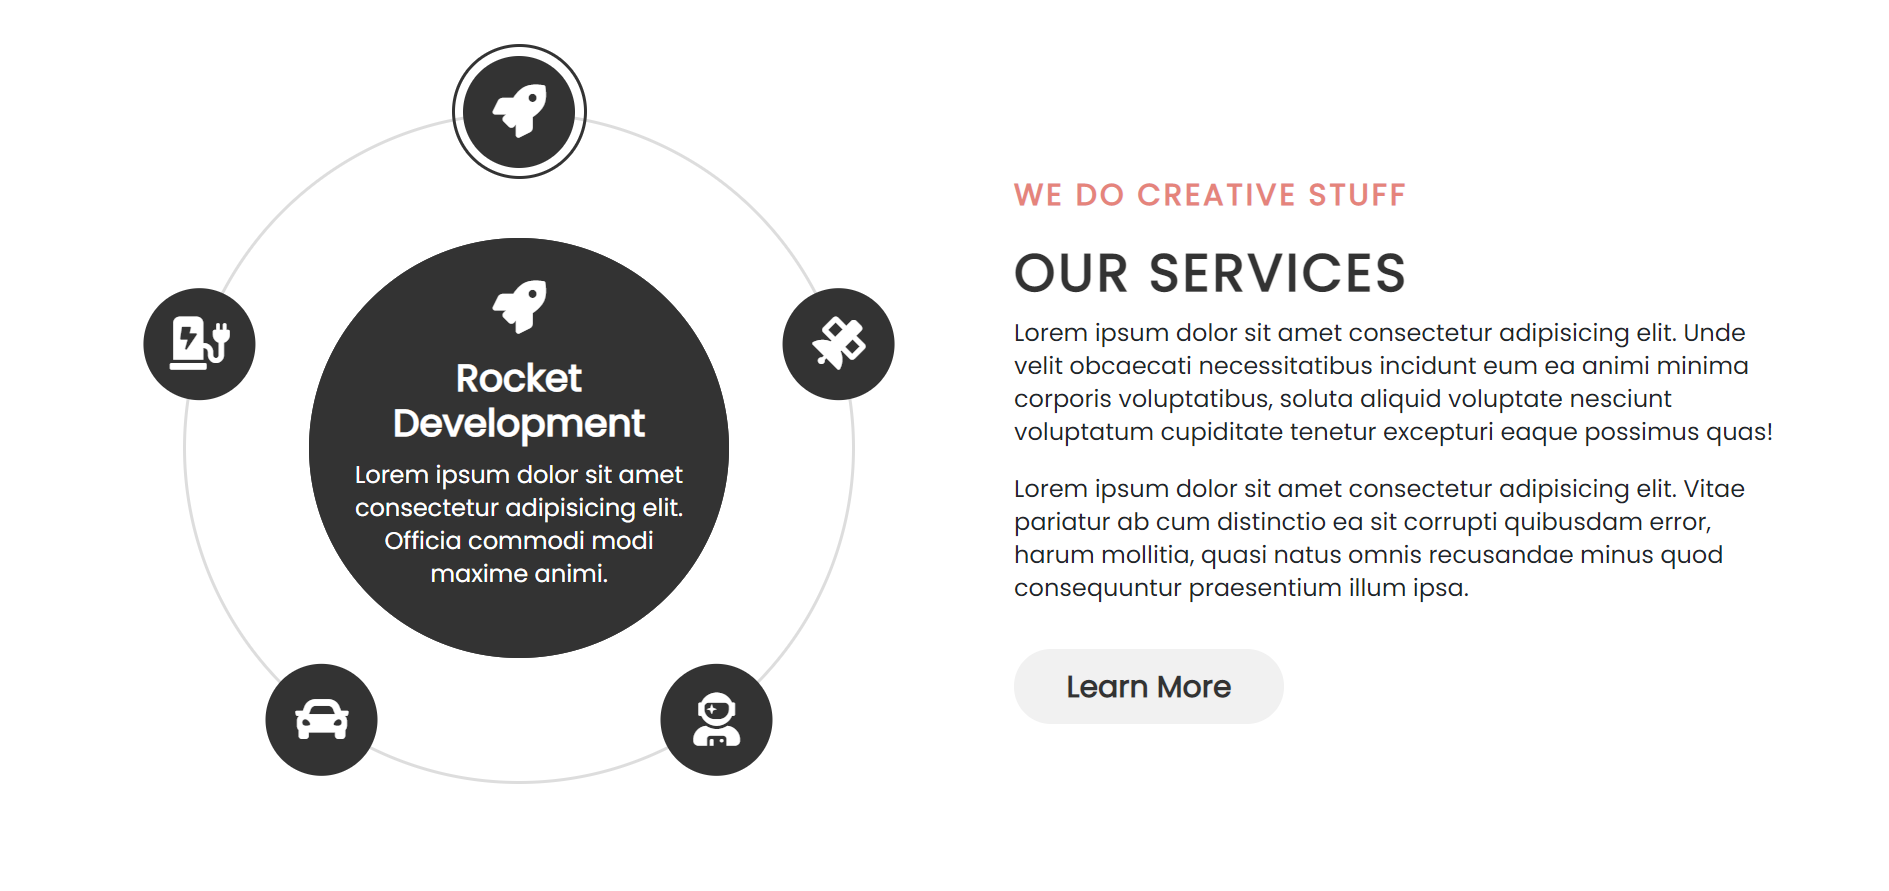 Rocket
Development
Lorem ipsum dolor sit amet
consectetur adipisicing elit.
Officia commodi modi
maxime animi.
WE DO CREATIVE STUFF
OUR SERVICES
Lorem ipsum dolor sit amet consectetur adipisicing elit. Unde
velit obcaecati necessitatibus incidunt eum ea animi minima
corporis voluptatibus, soluta aliquid voluptate nesciunt
voluptatum cupiditate tenetur excepturi eaque possimus quas!
Lorem ipsum dolor sit amet consectetur adipisicing elit. Vitae
pariatur ab cum distinctio ea sit corrupti quibusdam error,
harum mollitia, quasi natus omnis recusandae minus quod
consequuntur praesentium illum ipsa.
Learn More